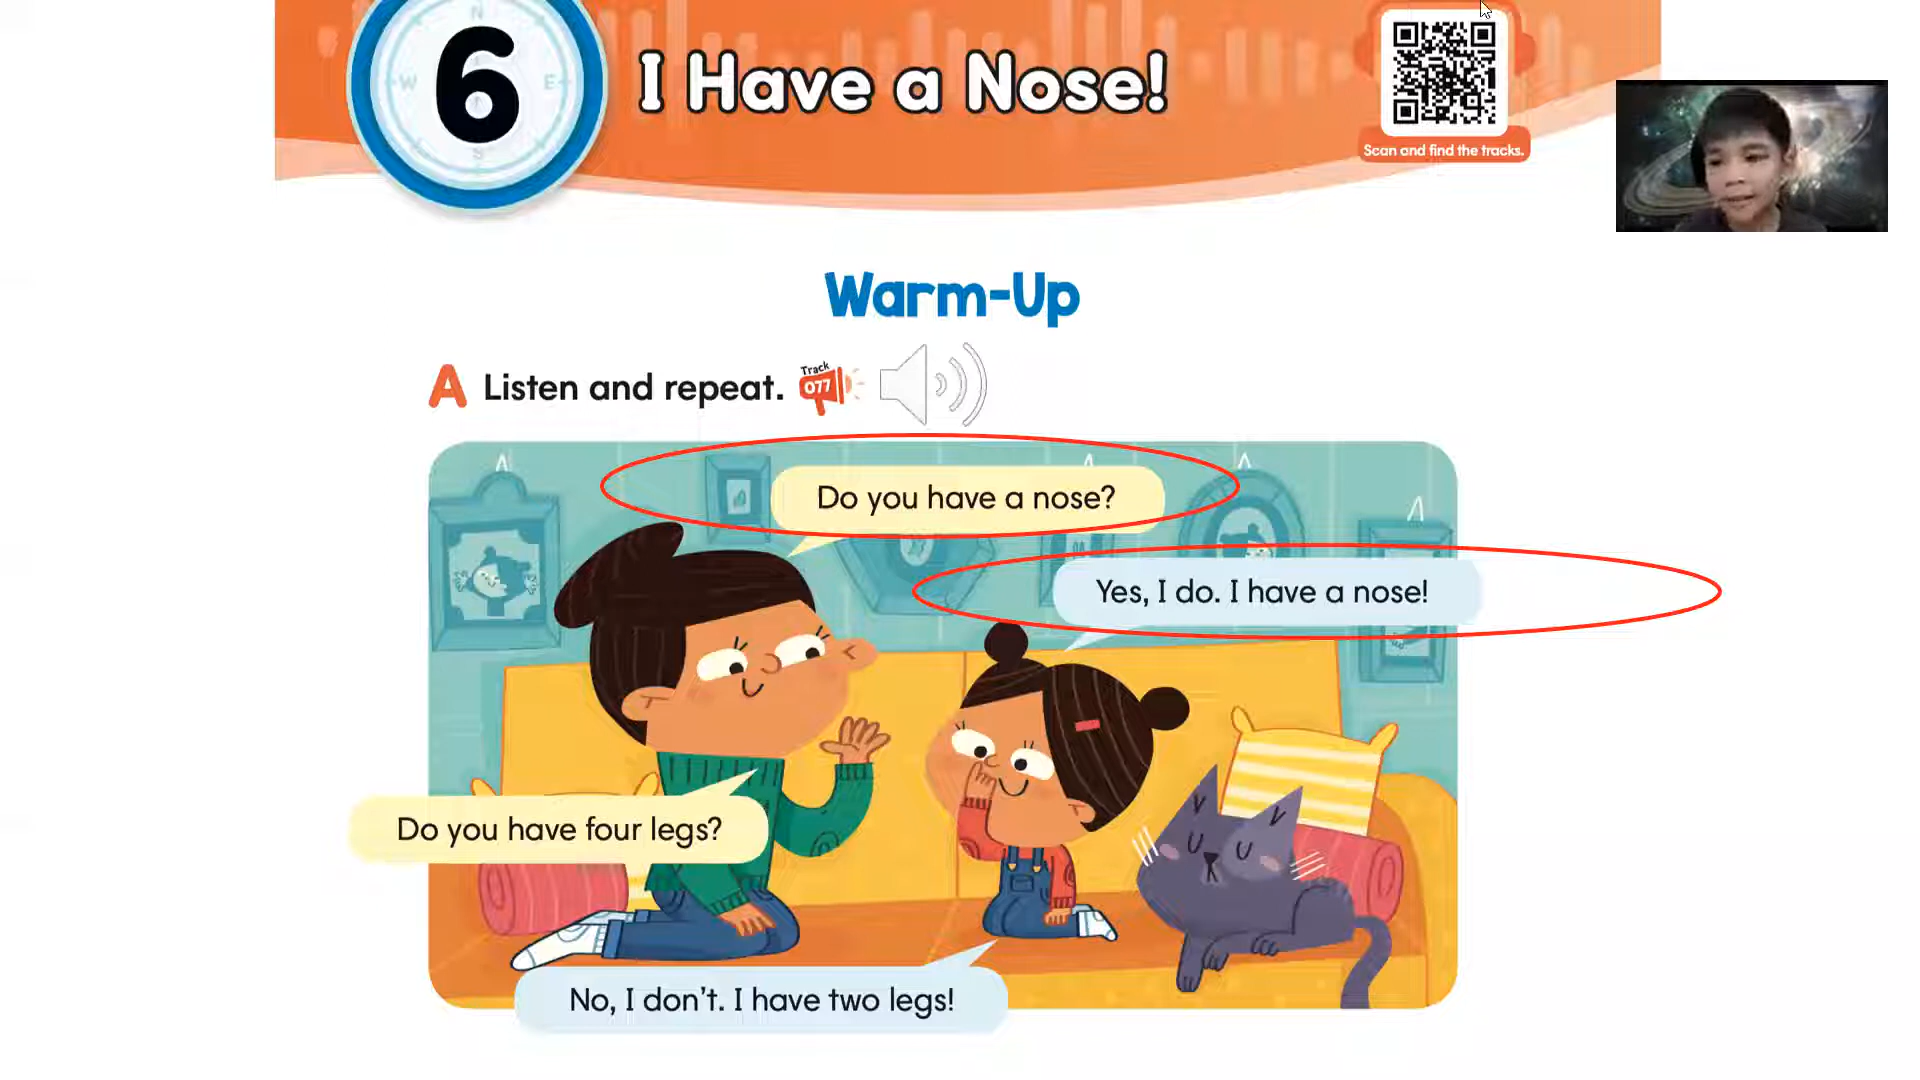 6
I Have a Nose!
Scan and find the tracks.
Warm-Up
A Listen and repeat.
Track
077
Do you have a nose?
Yes, I do. I have a nose!
Do you have four legs?
No, I don't. I have two legs!